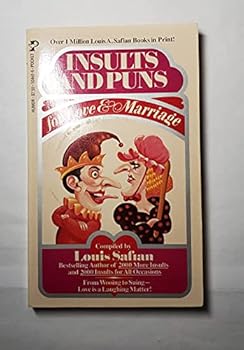 Over 1 Million Louis A. Safian Books in Print!
INSULTS
AND PUNS
for Love & Marriage
Compiled by
Louis Safian
Bestselling Author of 2000 More Insults
and 2000 Insults for All Occasions
From Wooing to Suing—
Love is a Laughing Matter!
POCKET